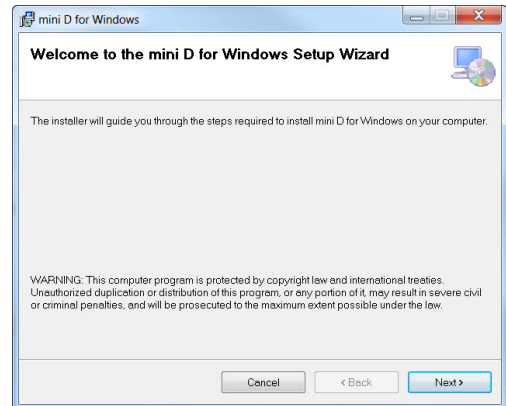 mini D for Windows
Welcome to the mini D for Windows Setup Wizard
The installer will guide you through the steps required to install mini D for Windows on your computer.
WARNING: This computer program is protected by copyright law and international treaties.
Unauthorized duplication or distribution of this program, or any portion of it, may result in severe civil
or criminal penalties, and will be prosecuted to the maximum extent possible under the law.
Cancel
< Back
Next >